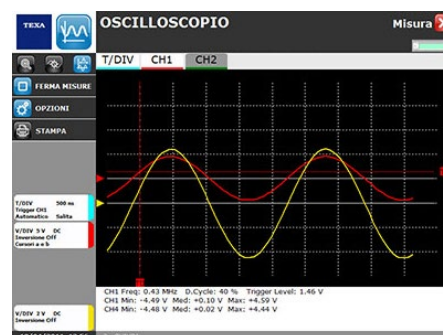 TEXA
OSCILLOSCOPIO
Misura
T/DIV CH1 CH2
FERMA MISURE
OPZIONI
STAMPA
T/DIV 500 ns
Trigger CH1
Automatico Salita
V/DIV 5 V DC
Inversione Off
Cursori a e b
V/DIV 2 V DC
Inversione Off
CH1 Freq: 0.43 MHz D.Cycle: 40 % Trigger Level: 1.46 V
CH1 Min: -4.49 V Med: +0.10 V Max: +4.59 V
CH4 Min: -4.48 V Med: +0.02 V Max: +4.44 V